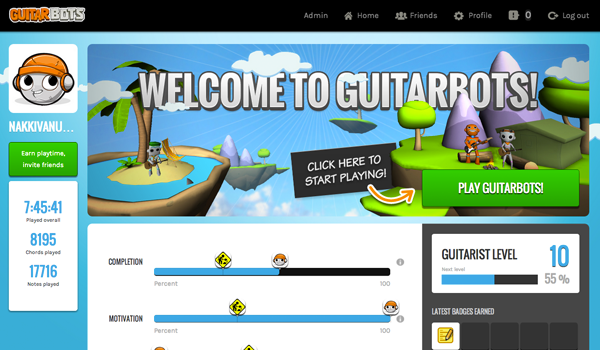 GUITARBOTS
Admin
Home
Friends
Profile
0
Log out
NAKKIVANU...
Earn playtime,
invite friends
7:45:41
Played overall
8195
Chords played
17716
Notes played
WELCOME TO GUITARBOTS!
CLICK HERE TO
START PLAYING!
PLAY GUITARBOTS!
COMPLETION
Percent
100
MOTIVATION
Percent
100
GUITARIST LEVEL
10
Next level
55 %
LATEST BADGES EARNED